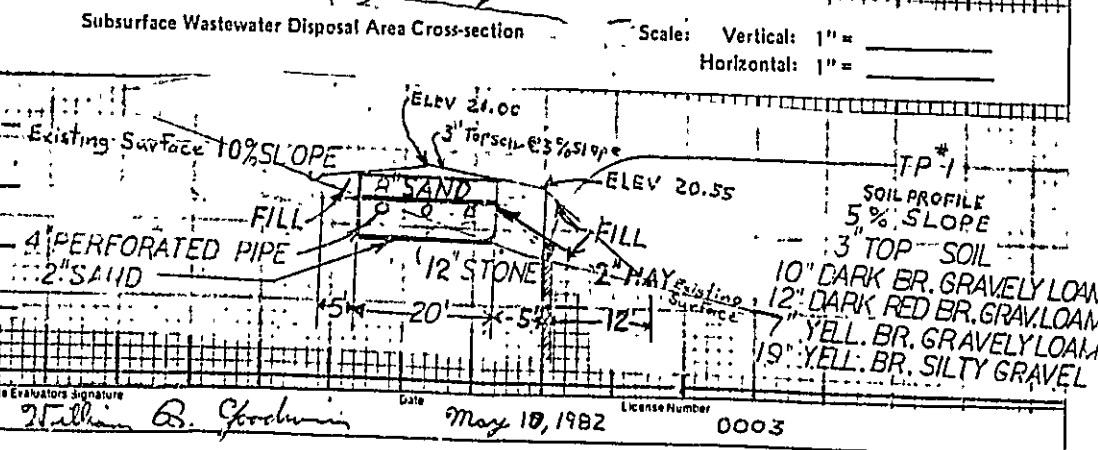 Subsurface Wastewater Disposal Area Cross-section
Scale: Vertical: 1" =
Horizontal: 1" =
ELEV 21.00
3" Topsoil @ 3% Slope
Existing Surface 10% SLOPE
TP #1
ELEV 20.55
8" SAND
SOIL PROFILE
5% SLOPE
FILL
FILL
3" TOP SOIL
4" PERFORATED PIPE
2" SAND
12" STONE
2" HAY
Existing Surface
10" DARK BR. GRAVELY LOAM
12" DARK RED BR. GRAV. LOAM
7" YELL. BR. GRAVELY LOAM
19" YELL. BR. SILTY GRAVEL
5' 20' 5' 12'
Evaluators Signature
Date
License Number
William B. Goodwin
May 10, 1982
0003